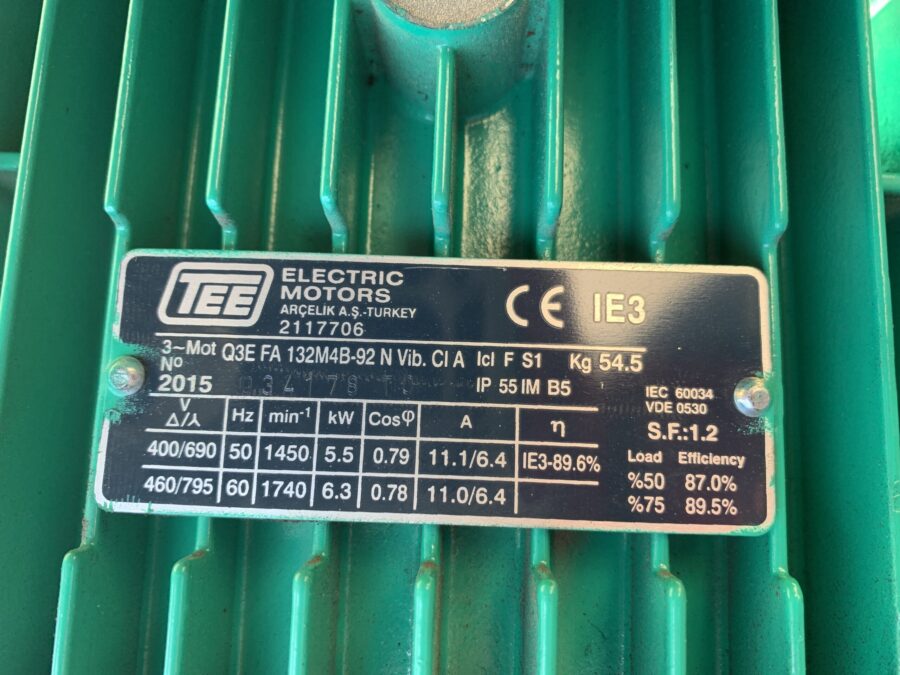 TEE
ELECTRIC
MOTORS
ARÇELİK A.Ş.-TURKEY
2117706
CE IE3
3~Mot Q3E FA 132M4B-92 N Vib. Cl A Icl F S1 Kg 54.5
Nº
2015 IP 55 IM B5
IEC 60034
VDE 0530
S.F.:1.2
V Δ/⅄ Hz min⁻¹ kW Cosφ A η
400/690 50 1450 5.5 0.79 11.1/6.4 IE3-89.6%
460/795 60 1740 6.3 0.78 11.0/6.4
Load Efficiency
%50 87.0%
%75 89.5%